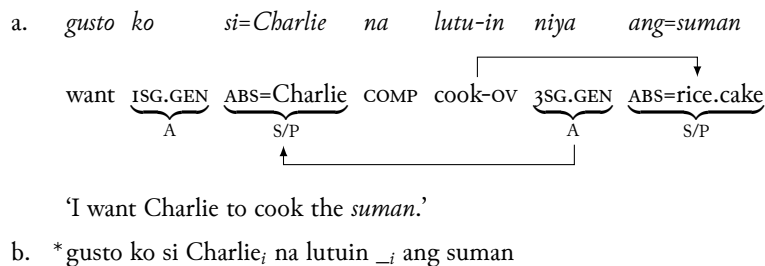 a. gusto ko si=Charlie na lutu-in niya ang=suman
want 1SG.GEN ABS=Charlie COMP cook-OV 3SG.GEN ABS=rice.cake
A S/P A S/P
‘I want Charlie to cook the suman.’
b. *gusto ko si Charlieᵢ na lutuin _ᵢ ang suman